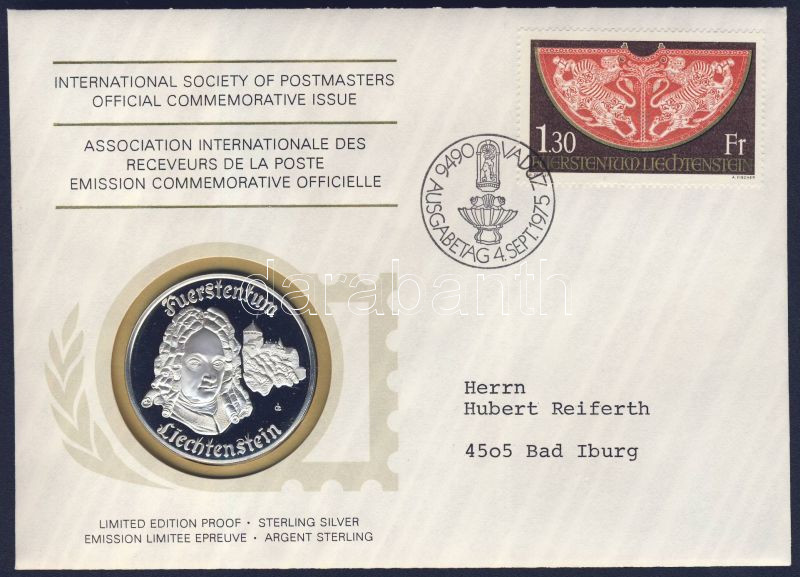 INTERNATIONAL SOCIETY OF POSTMASTERS
OFFICIAL COMMEMORATIVE ISSUE
ASSOCIATION INTERNATIONALE DES
RECEVEURS DE LA POSTE
EMISSION COMMEMORATIVE OFFICIELLE
1.30 Fr
FUERSTENTUM LIECHTENSTEIN
A. FISCHER
9490 VADUZ
AUSGABETAG 4. SEPT. 1975
darabanth
Fuerstentum
Liechtenstein
Herrn
Hubert Reiferth
45o5 Bad Iburg
LIMITED EDITION PROOF · STERLING SILVER
EMISSION LIMITEE EPREUVE · ARGENT STERLING